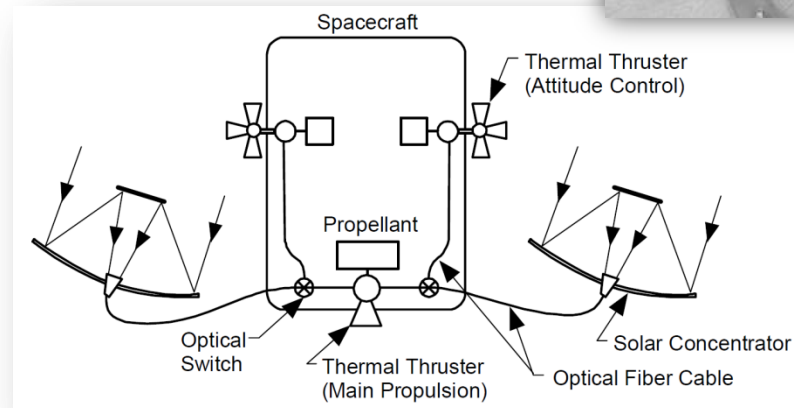 Spacecraft
Thermal Thruster
(Attitude Control)
Propellant
Optical
Switch
Thermal Thruster
(Main Propulsion)
Solar Concentrator
Optical Fiber Cable